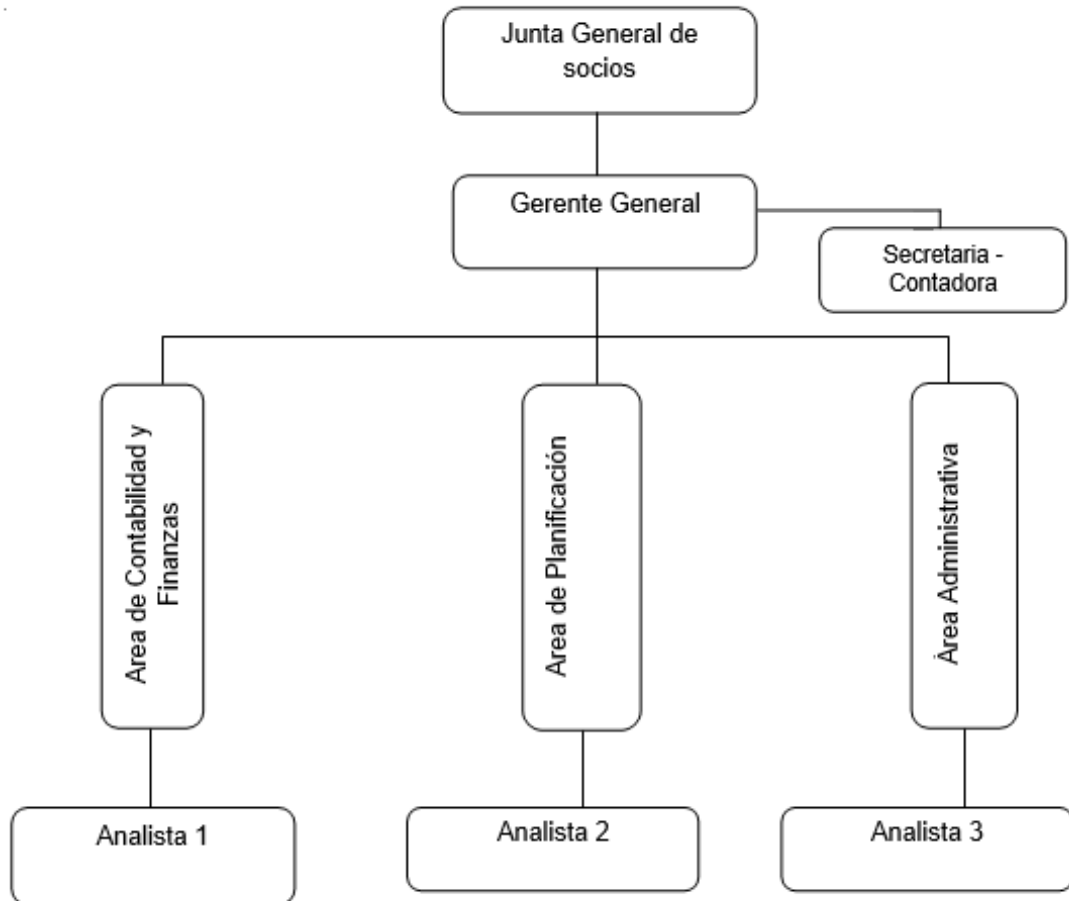 Junta General de
socios
Gerente General
Secretaria -
Contadora
Area de Contabilidad y
Finanzas
Area de Planificación
Área Administrativa
Analista 1
Analista 2
Analista 3